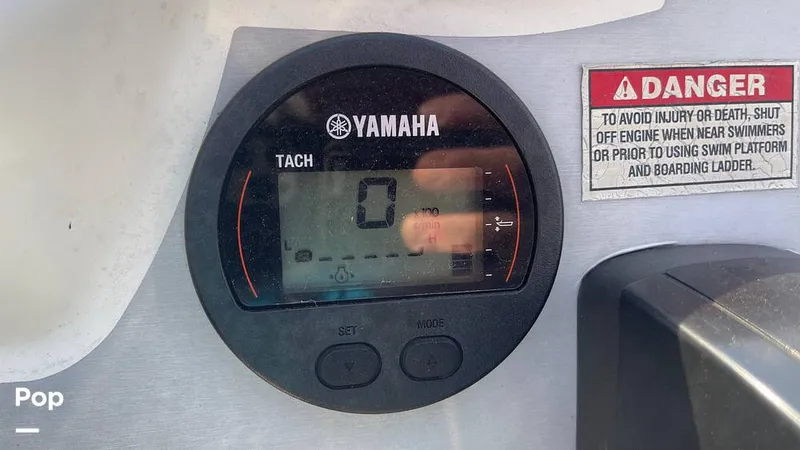 YAMAHA
TACH
0
x100
r/min
L
H
SET
MODE
DANGER
TO AVOID INJURY OR DEATH, SHUT
OFF ENGINE WHEN NEAR SWIMMERS
OR PRIOR TO USING SWIM PLATFORM
AND BOARDING LADDER.
Pop